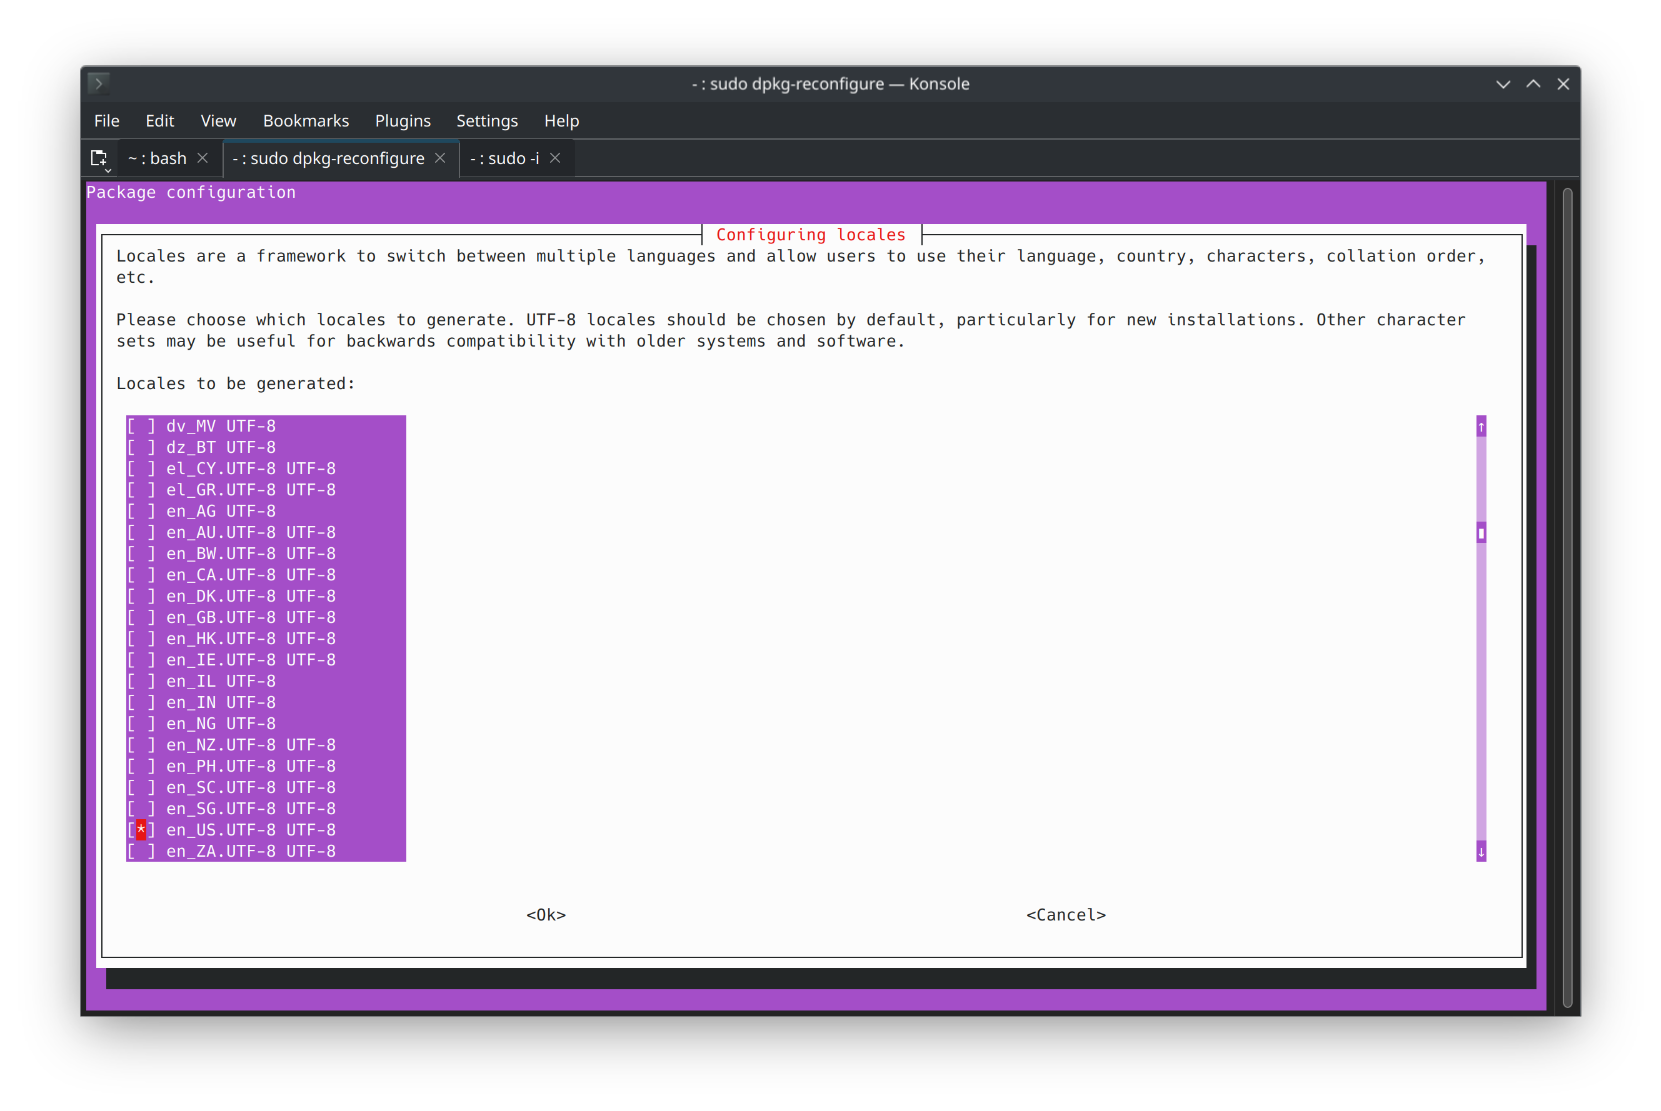 - : sudo dpkg-reconfigure — Konsole
File Edit View Bookmarks Plugins Settings Help
~ : bash - : sudo dpkg-reconfigure - : sudo -i
Package configuration
Configuring locales
Locales are a framework to switch between multiple languages and allow users to use their language, country, characters, collation order,
etc.
Please choose which locales to generate. UTF-8 locales should be chosen by default, particularly for new installations. Other character
sets may be useful for backwards compatibility with older systems and software.
Locales to be generated:
[ ] dv_MV UTF-8
[ ] dz_BT UTF-8
[ ] el_CY.UTF-8 UTF-8
[ ] el_GR.UTF-8 UTF-8
[ ] en_AG UTF-8
[ ] en_AU.UTF-8 UTF-8
[ ] en_BW.UTF-8 UTF-8
[ ] en_CA.UTF-8 UTF-8
[ ] en_DK.UTF-8 UTF-8
[ ] en_GB.UTF-8 UTF-8
[ ] en_HK.UTF-8 UTF-8
[ ] en_IE.UTF-8 UTF-8
[ ] en_IL UTF-8
[ ] en_IN UTF-8
[ ] en_NG UTF-8
[ ] en_NZ.UTF-8 UTF-8
[ ] en_PH.UTF-8 UTF-8
[ ] en_SC.UTF-8 UTF-8
[ ] en_SG.UTF-8 UTF-8
[*] en_US.UTF-8 UTF-8
[ ] en_ZA.UTF-8 UTF-8
<Ok> <Cancel>